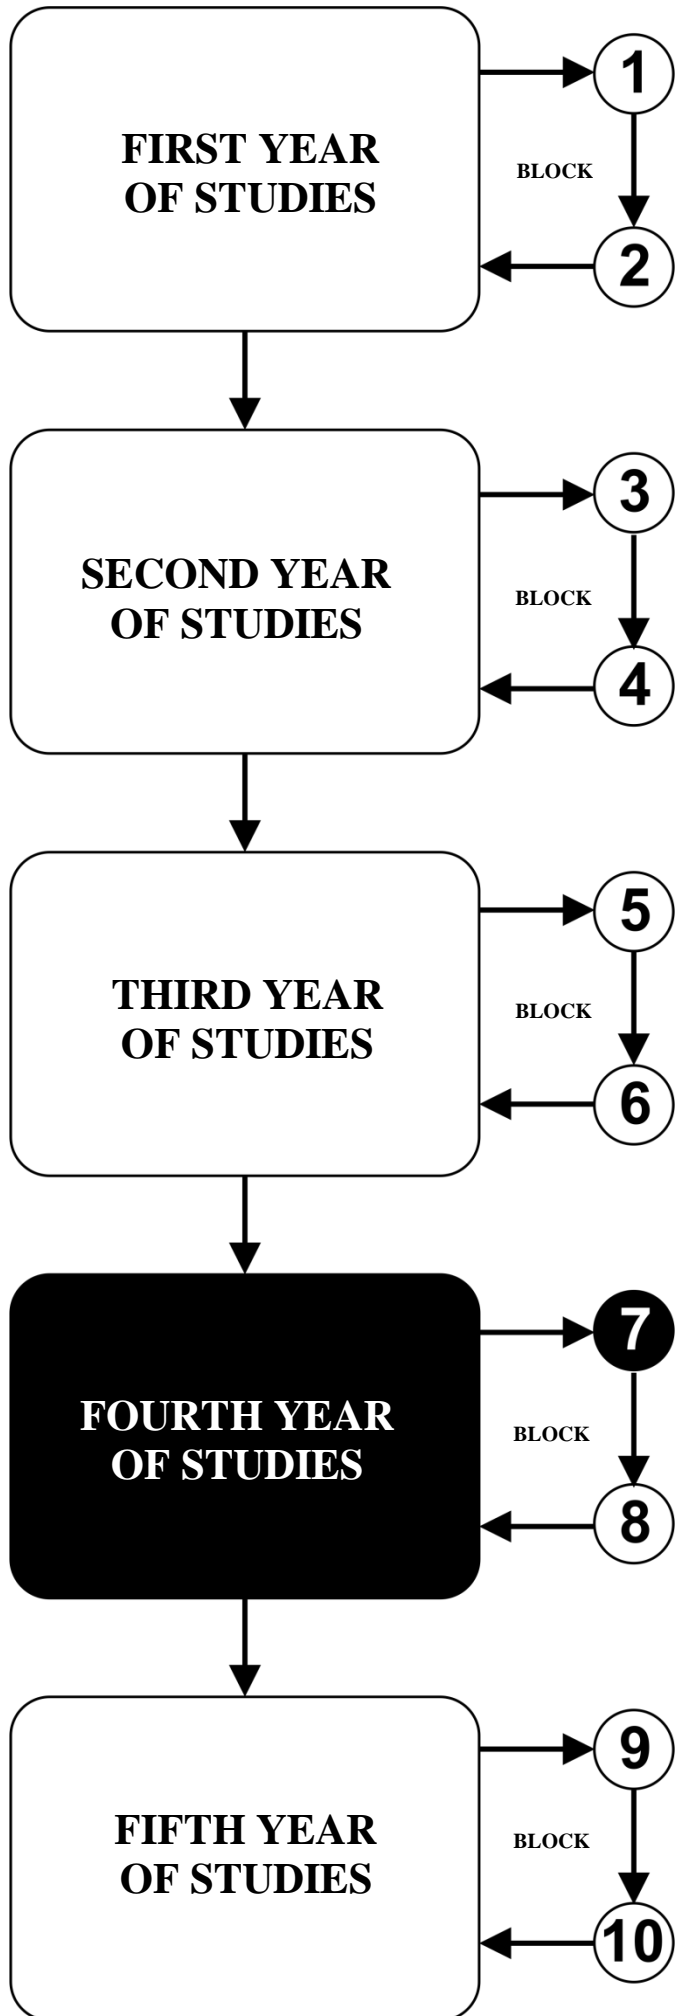 FIRST YEAR
OF STUDIES
1
BLOCK
2
SECOND YEAR
OF STUDIES
3
BLOCK
4
THIRD YEAR
OF STUDIES
5
BLOCK
6
FOURTH YEAR
OF STUDIES
7
BLOCK
8
FIFTH YEAR
OF STUDIES
9
BLOCK
10